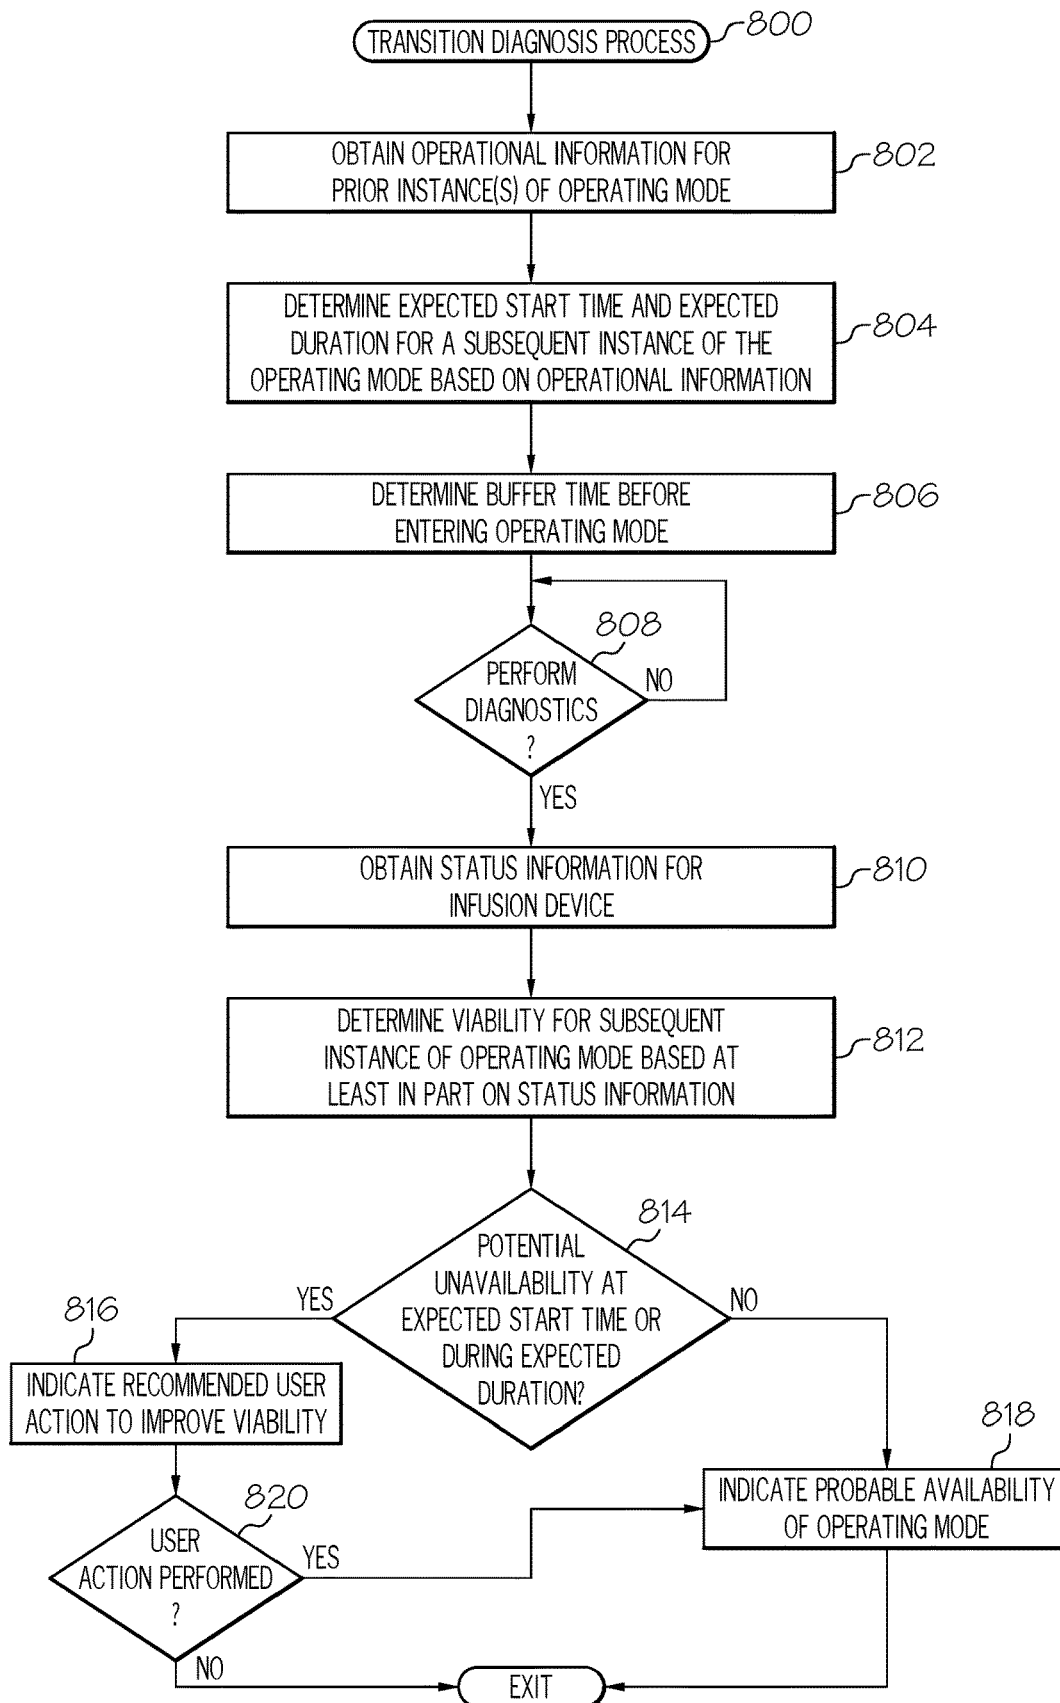 TRANSITION DIAGNOSIS PROCESS
800
OBTAIN OPERATIONAL INFORMATION FOR
PRIOR INSTANCE(S) OF OPERATING MODE
802
DETERMINE EXPECTED START TIME AND EXPECTED
DURATION FOR A SUBSEQUENT INSTANCE OF THE
OPERATING MODE BASED ON OPERATIONAL INFORMATION
804
DETERMINE BUFFER TIME BEFORE
ENTERING OPERATING MODE
806
808
PERFORM
DIAGNOSTICS
?
NO
YES
OBTAIN STATUS INFORMATION FOR
INFUSION DEVICE
810
DETERMINE VIABILITY FOR SUBSEQUENT
INSTANCE OF OPERATING MODE BASED AT
LEAST IN PART ON STATUS INFORMATION
812
814
POTENTIAL
UNAVAILABILITY AT
EXPECTED START TIME OR
DURING EXPECTED
DURATION?
YES
NO
816
INDICATE RECOMMENDED USER
ACTION TO IMPROVE VIABILITY
818
INDICATE PROBABLE AVAILABILITY
OF OPERATING MODE
820
USER
ACTION PERFORMED
?
YES
NO
EXIT